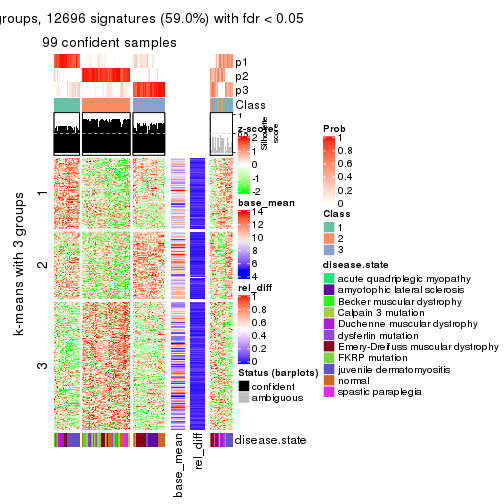 groups, 12696 signatures (59.0%) with fdr < 0.05
99 confident samples
p1
p2
p3
Class
1
0
Silhouette score
z-score
2
1
0
-1
-2
base_mean
14
12
10
8
6
4
rel_diff
1
0.8
0.6
0.4
0.2
0
Status (barplots)
confident
ambiguous
Prob
1
0.8
0.6
0.4
0.2
0
Class
1
2
3
disease.state
acute quadriplegic myopathy
amyotophic lateral sclerosis
Becker muscular dystrophy
Calpain 3 mutation
Duchenne muscular dystrophy
dysferlin mutation
Emery-Dreifuss muscular dystrophy
FKRP mutation
juvenile dermatomyositis
normal
spastic paraplegia
k-means with 3 groups
1
2
3
disease.state
base_mean
rel_diff